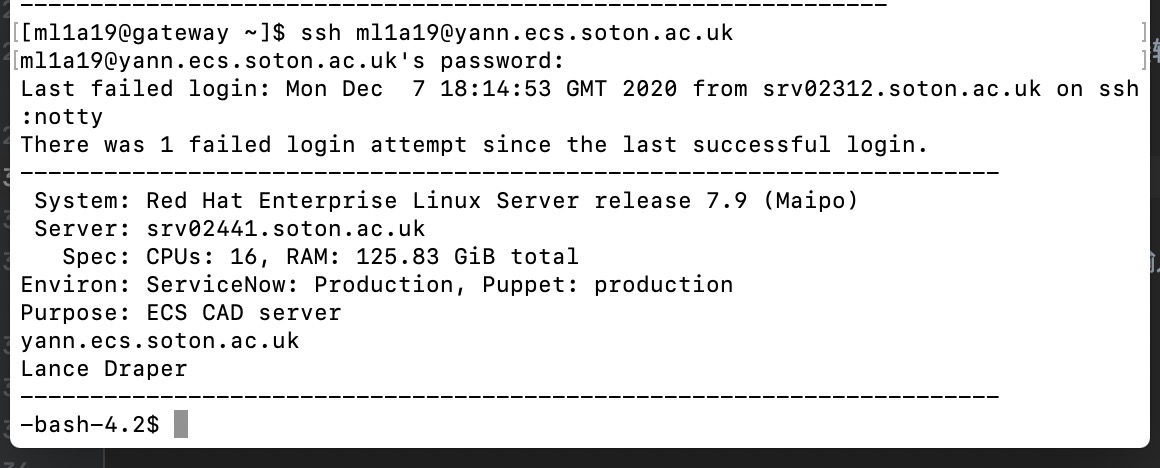 [[ml1a19@gateway ~]$ ssh ml1a19@yann.ecs.soton.ac.uk ]
[ml1a19@yann.ecs.soton.ac.uk's password: ]
Last failed login: Mon Dec  7 18:14:53 GMT 2020 from srv02312.soton.ac.uk on ssh
:notty
There was 1 failed login attempt since the last successful login.
----------------------------------------------------------------------
 System: Red Hat Enterprise Linux Server release 7.9 (Maipo)
 Server: srv02441.soton.ac.uk
   Spec: CPUs: 16, RAM: 125.83 GiB total
Environ: ServiceNow: Production, Puppet: production
Purpose: ECS CAD server
yann.ecs.soton.ac.uk
Lance Draper
----------------------------------------------------------------------
-bash-4.2$